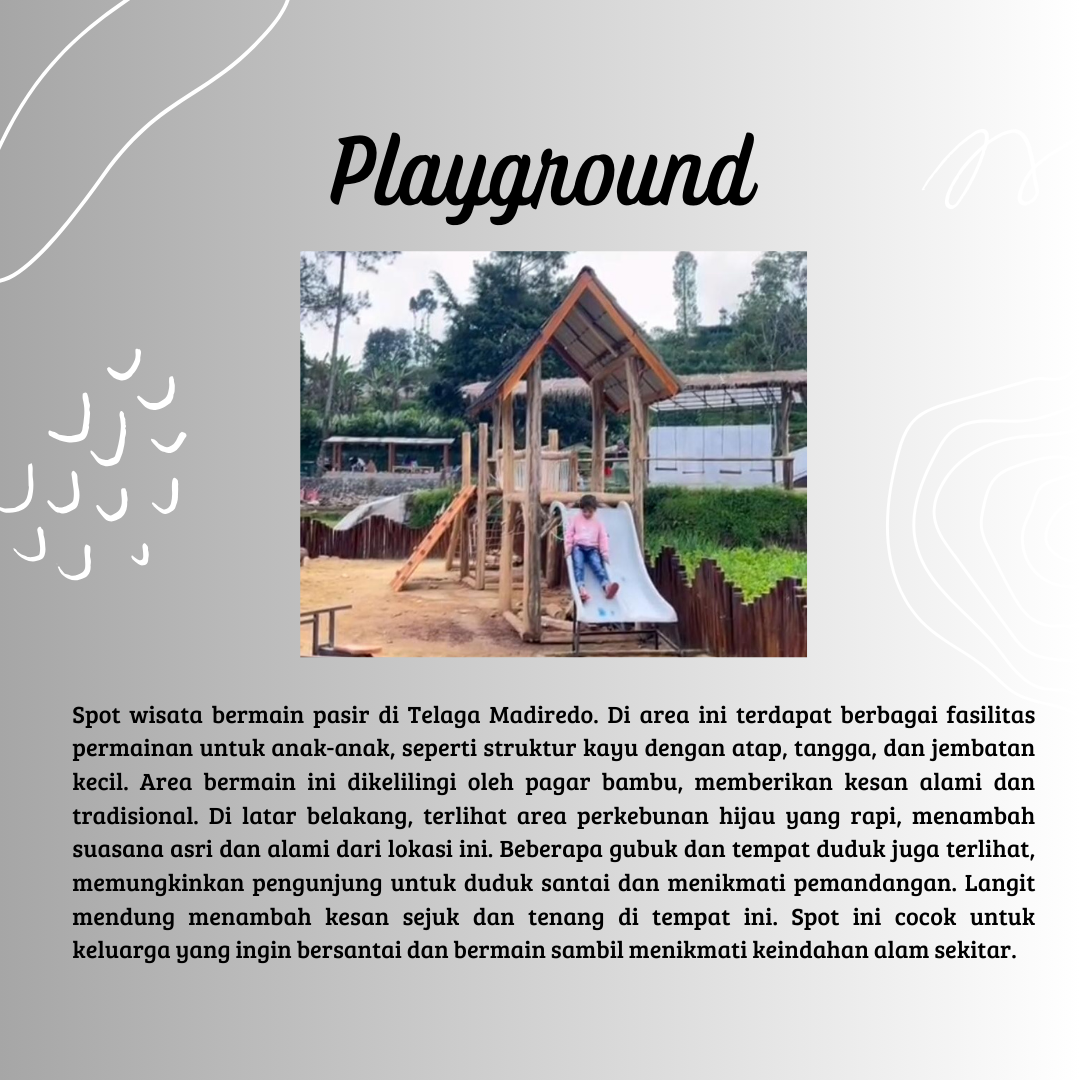 Playground
Spot wisata bermain pasir di Telaga Madiredo. Di area ini terdapat berbagai fasilitas
permainan untuk anak-anak, seperti struktur kayu dengan atap, tangga, dan jembatan
kecil. Area bermain ini dikelilingi oleh pagar bambu, memberikan kesan alami dan
tradisional. Di latar belakang, terlihat area perkebunan hijau yang rapi, menambah
suasana asri dan alami dari lokasi ini. Beberapa gubuk dan tempat duduk juga terlihat,
memungkinkan pengunjung untuk duduk santai dan menikmati pemandangan. Langit
mendung menambah kesan sejuk dan tenang di tempat ini. Spot ini cocok untuk
keluarga yang ingin bersantai dan bermain sambil menikmati keindahan alam sekitar.